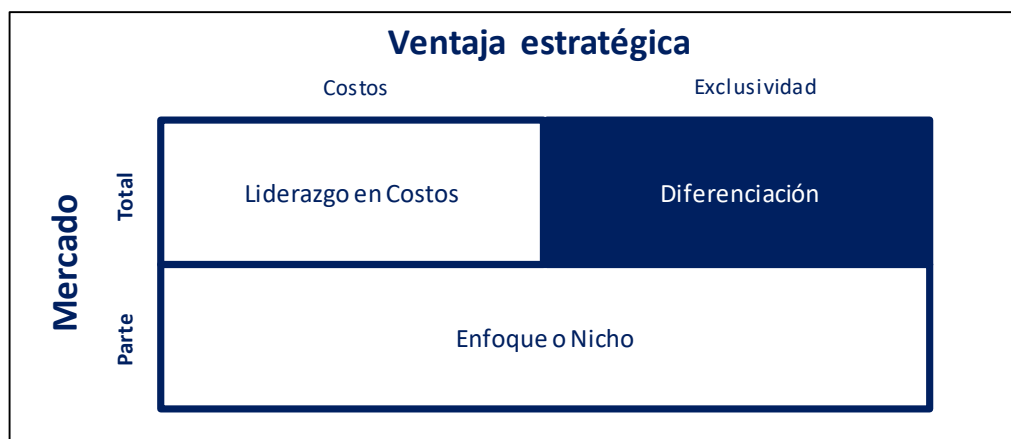 Ventaja estratégica
Costos
Exclusividad
Mercado
Total
Liderazgo en Costos
Diferenciación
Parte
Enfoque o Nicho